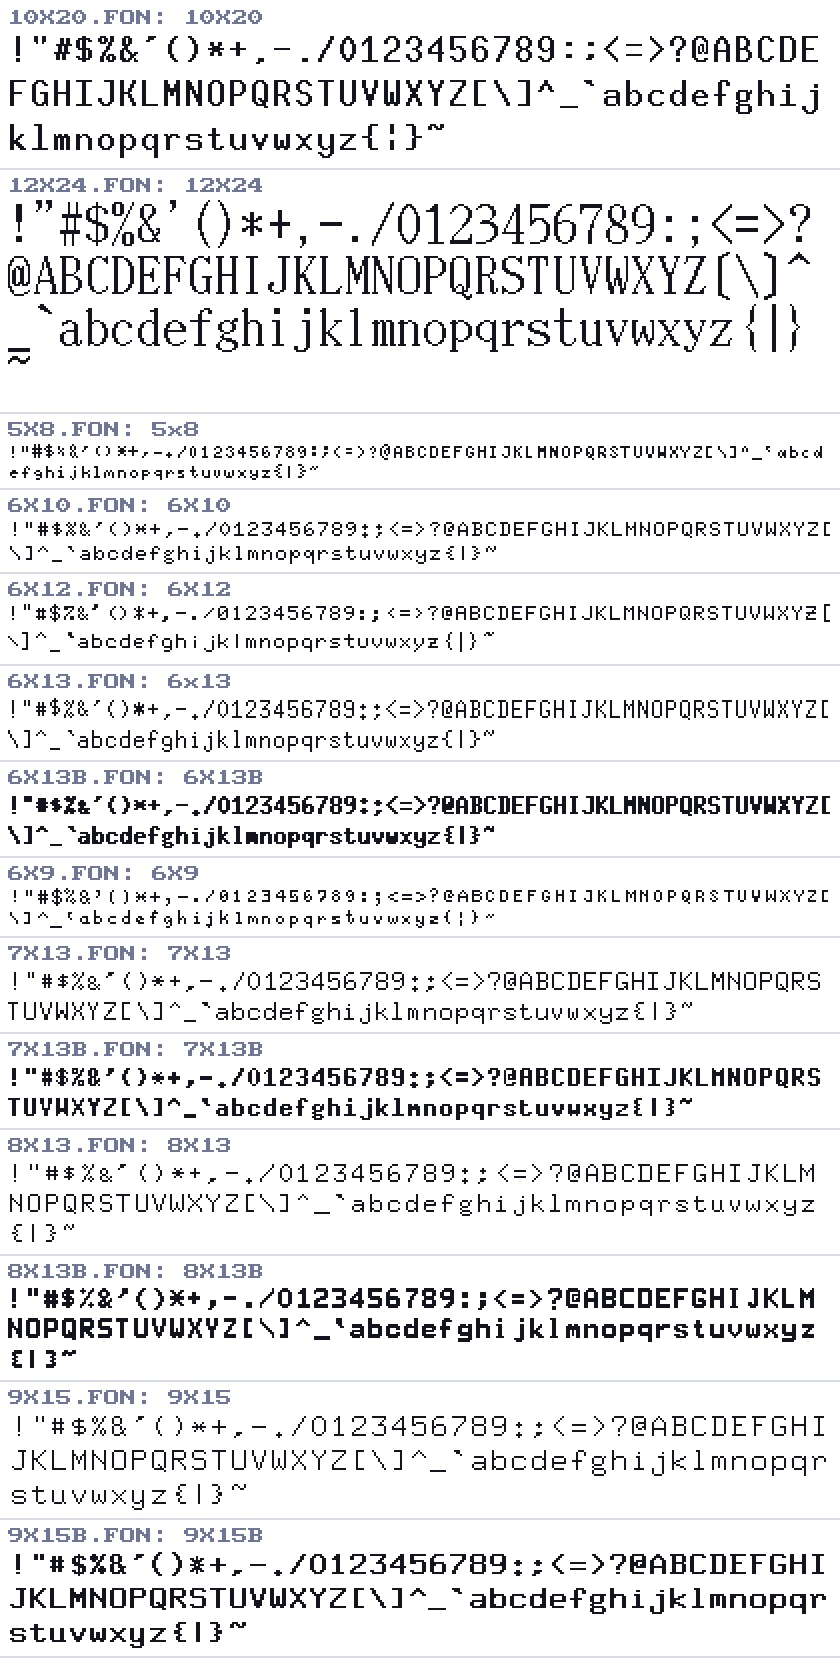 10X20.FON: 10X20
!"#$%&´()*+,-./0123456789:;<=>?@ABCDE
FGHIJKLMNOPQRSTUVWXYZ[\]^_`abcdefghij
klmnopqrstuvwxyz{¦}~
12X24.FON: 12X24
!"#$%&'()*+,-./0123456789:;<=>?
@ABCDEFGHIJKLMNOPQRSTUVWXYZ[\]^
_`abcdefghijklmnopqrstuvwxyz{|}
~
5X8.FON: 5x8
!"#$%&´()*+,-./0123456789:;<=>?@ABCDEFGHIJKLMNOPQRSTUVWXYZ[\]^_`abcd
efghijklmnopqrstuvwxyz{|}~
6X10.FON: 6X10
!"#$%&´()*+,-./0123456789:;<=>?@ABCDEFGHIJKLMNOPQRSTUVWXYZ[
\]^_`abcdefghijklmnopqrstuvwxyz{|}~
6X12.FON: 6X12
!"#$%&'()*+,-./0123456789:;<=>?@ABCDEFGHIJKLMNOPQRSTUVWXYZ[
\]^_`abcdefghijklmnopqrstuvwxyz{|}~
6X13.FON: 6x13
!"#$%&´()*+,-./0123456789:;<=>?@ABCDEFGHIJKLMNOPQRSTUVWXYZ[
\]^_`abcdefghijklmnopqrstuvwxyz{|}~
6X13B.FON: 6X13B
!"#$%&´()*+,-./0123456789:;<=>?@ABCDEFGHIJKLMNOPQRSTUVWXYZ[
\]^_`abcdefghijklmnopqrstuvwxyz{|}~
6X9.FON: 6X9
!"#$%&'()*+,-./0123456789:;<=>?@ABCDEFGHIJKLMNOPQRSTUVWXYZ[
\]^_`abcdefghijklmnopqrstuvwxyz{¦}~
7X13.FON: 7X13
!"#$%&´()*+,-./0123456789:;<=>?@ABCDEFGHIJKLMNOPQRS
TUVWXYZ[\]^_`abcdefghijklmnopqrstuvwxyz{|}~
7X13B.FON: 7X13B
!"#$%&'()*+,-./0123456789:;<=>?@ABCDEFGHIJKLMNOPQRS
TUVWXYZ[\]^_`abcdefghijklmnopqrstuvwxyz{|}~
8X13.FON: 8X13
!"#$%&´()*+,-./0123456789:;<=>?@ABCDEFGHIJKLM
NOPQRSTUVWXYZ[\]^_`abcdefghijklmnopqrstuvwxyz
{|}~
8X13B.FON: 8X13B
!"#$%&'()*+,-./0123456789:;<=>?@ABCDEFGHIJKLM
NOPQRSTUVWXYZ[\]^_`abcdefghijklmnopqrstuvwxyz
{|}~
9X15.FON: 9X15
!"#$%&´()*+,-./0123456789:;<=>?@ABCDEFGHI
JKLMNOPQRSTUVWXYZ[\]^_`abcdefghijklmnopqr
stuvwxyz{|}~
9X15B.FON: 9X15B
!"#$%&´()*+,-./0123456789:;<=>?@ABCDEFGHI
JKLMNOPQRSTUVWXYZ[\]^_`abcdefghijklmnopqr
stuvwxyz{|}~